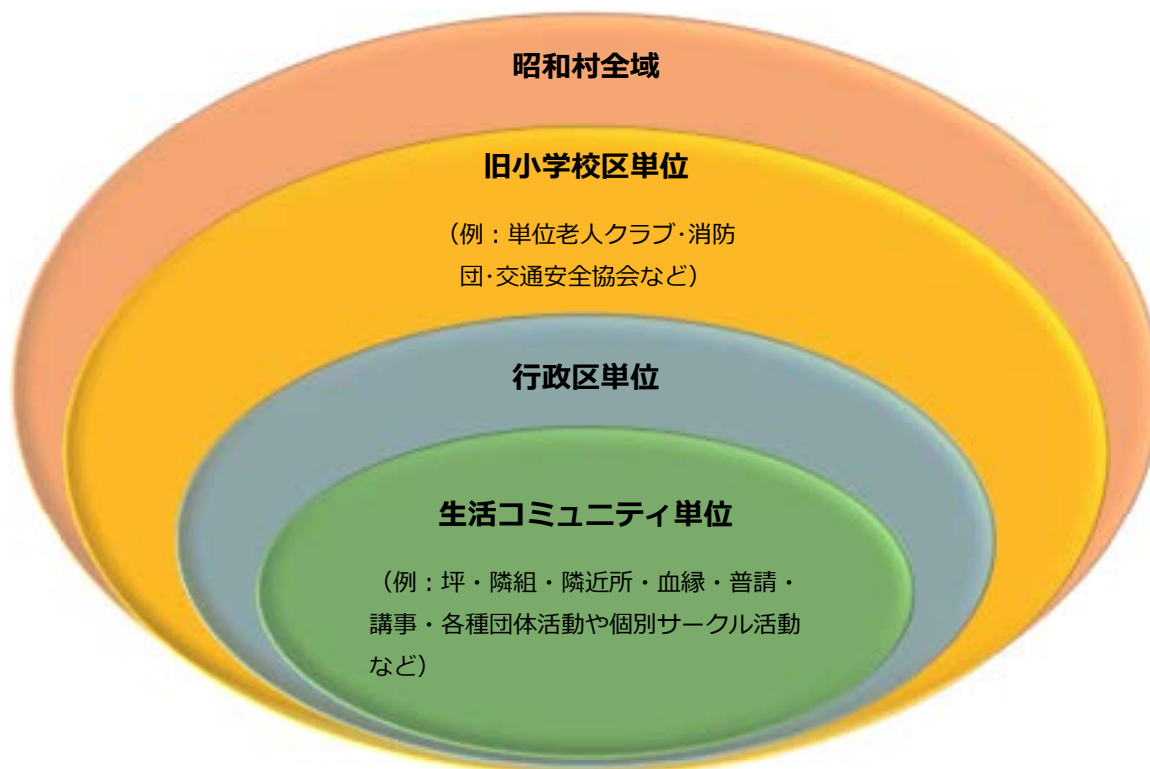 昭和村全域
旧小学校区単位
（例：単位老人クラブ・消防
団・交通安全協会など）
行政区単位
生活コミュニティ単位
（例：坪・隣組・隣近所・血縁・普請・
講事・各種団体活動や個別サークル活動
など）